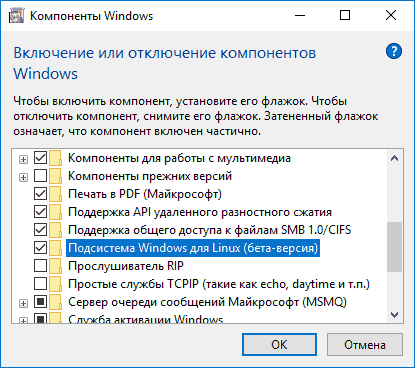 Компоненты Windows
Включение или отключение компонентов
Windows
?
Чтобы включить компонент, установите его флажок. Чтобы
отключить компонент, снимите его флажок. Затененный флажок
означает, что компонент включен частично.
Компоненты для работы с мультимедиа
Компоненты прежних версий
Печать в PDF (Майкрософт)
Поддержка API удаленного разностного сжатия
Поддержка общего доступа к файлам SMB 1.0/CIFS
Подсистема Windows для Linux (бета-версия)
Прослушиватель RIP
Простые службы TCPIP (такие как echo, daytime и т.п.)
Сервер очереди сообщений Майкрософт (MSMQ)
Служба активации Windows
ОК
Отмена